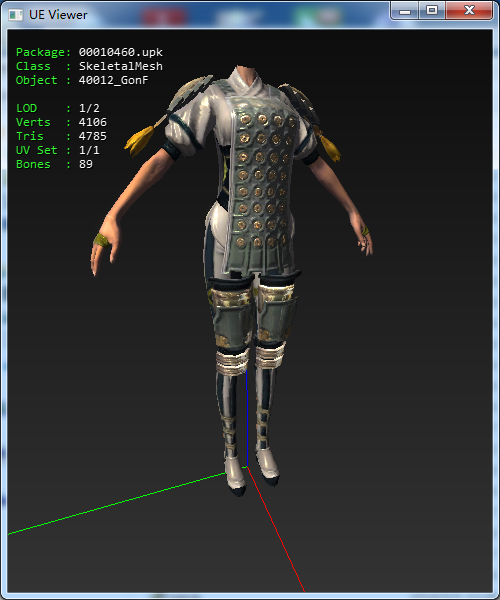 UE Viewer
Package: 00010460.upk
Class : SkeletalMesh
Object : 40012_GonF
LOD : 1/2
Verts : 4106
Tris : 4785
UV Set : 1/1
Bones : 89